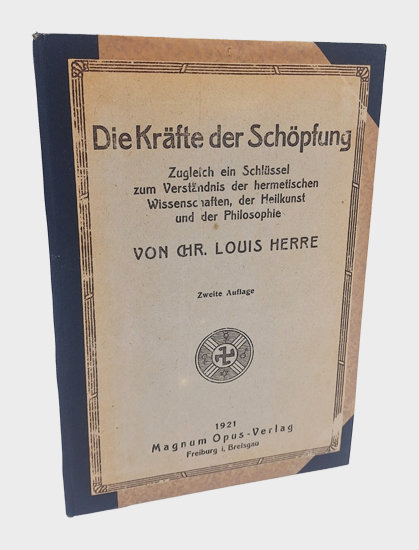 Die Kräfte der Schöpfung
Zugleich ein Schlüssel
zum Verständnis der hermetischen
Wissenschaften, der Heilkunst
und der Philosophie
VON CHR. LOUIS HERRE
Zweite Auflage
1921
Magnum Opus-Verlag
Freiburg i, Breisgau